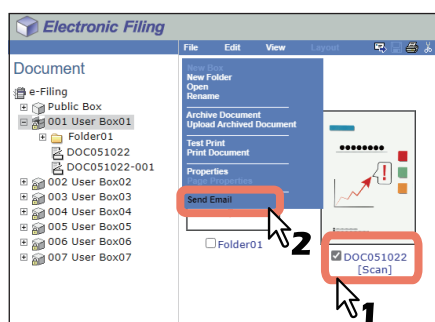 Electronic Filing
File Edit View Layout
Document
e-Filing
Public Box
001 User Box01
Folder01
DOC051022
DOC051022-001
002 User Box02
003 User Box03
004 User Box04
005 User Box05
006 User Box06
007 User Box07
New Box
New Folder
Open
Rename
Archive Document
Upload Archived Document
Test Print
Print Document
Properties
Page Properties
Send Email
2
Folder01
DOC051022
[Scan]
1